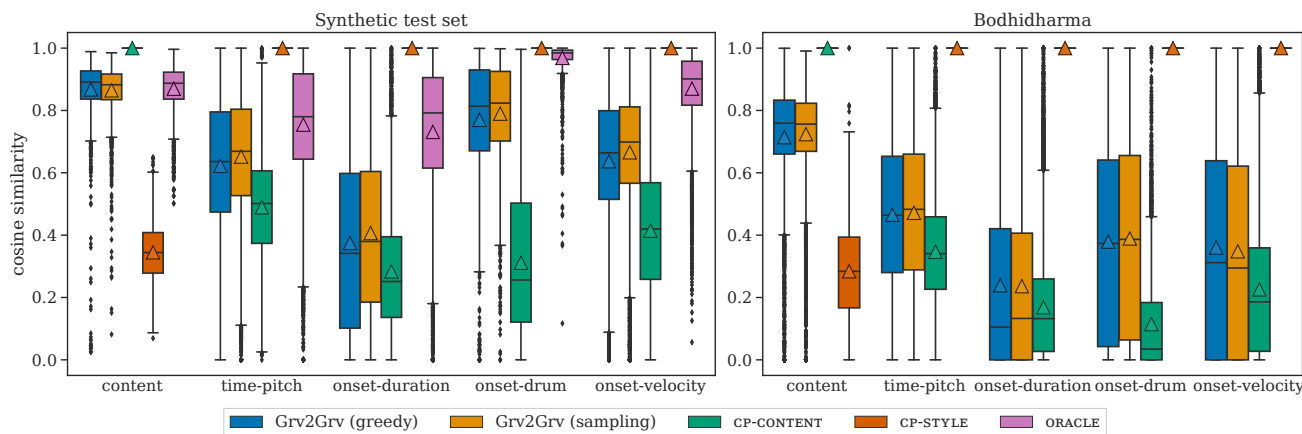 Synthetic test set
Bodhidharma
cosine similarity
1.0
0.8
0.6
0.4
0.2
0.0
content time-pitch onset-duration onset-drum onset-velocity
1.0
0.8
0.6
0.4
0.2
0.0
content time-pitch onset-duration onset-drum onset-velocity
Grv2Grv (greedy) Grv2Grv (sampling) CP-CONTENT CP-STYLE ORACLE